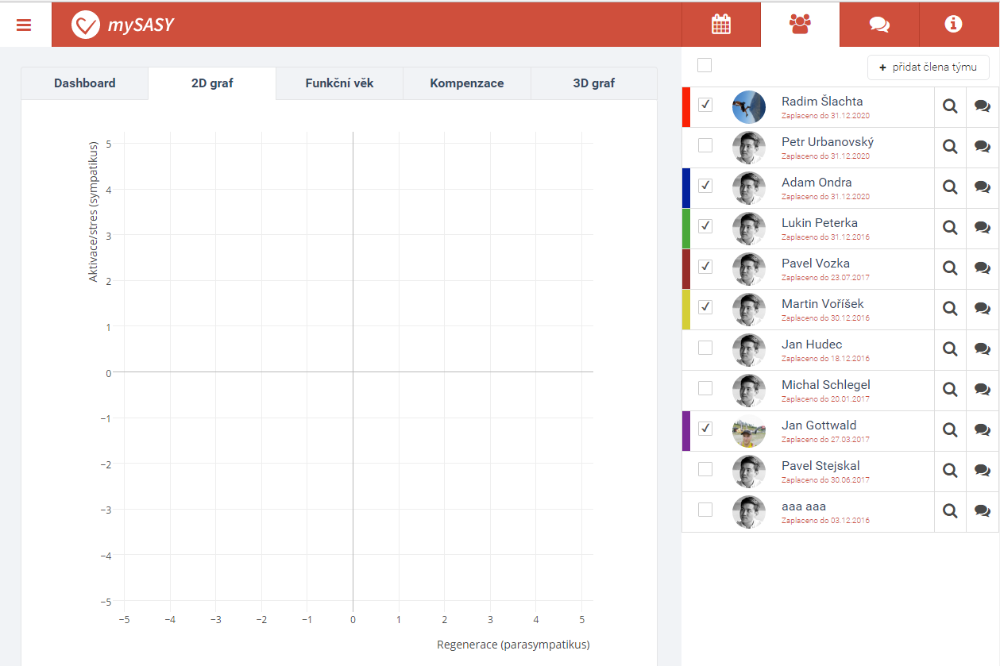 mySASY
Dashboard
2D graf
Funkční věk
Kompenzace
3D graf
Aktivace/stres (sympatikus)
5
4
3
2
1
0
−1
−2
−3
−4
−5
−5 −4 −3 −2 −1 0 1 2 3 4 5
Regenerace (parasympatikus)
+ přidat člena týmu
Radim Šlachta
Zaplaceno do 31.12.2020
Petr Urbanovský
Zaplaceno do 31.12.2020
Adam Ondra
Zaplaceno do 31.12.2020
Lukin Peterka
Zaplaceno do 31.12.2016
Pavel Vozka
Zaplaceno do 23.07.2017
Martin Voříšek
Zaplaceno do 30.12.2016
Jan Hudec
Zaplaceno do 18.12.2016
Michal Schlegel
Zaplaceno do 20.01.2017
Jan Gottwald
Zaplaceno do 27.03.2017
Pavel Stejskal
Zaplaceno do 30.06.2017
aaa aaa
Zaplaceno do 03.12.2016